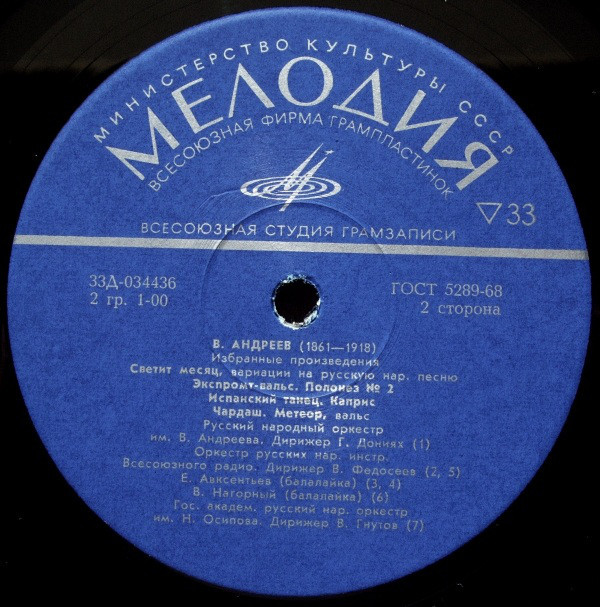 МИНИСТЕРСТВО КУЛЬТУРЫ СССР
МЕЛОДИЯ
ВСЕСОЮЗНАЯ ФИРМА ГРАМПЛАСТИНОК
33
ВСЕСОЮЗНАЯ СТУДИЯ ГРАМЗАПИСИ
33Д-034436
ГОСТ 5289-68
2 гр. 1-00
2 сторона
В. АНДРЕЕВ (1861—1918)
Избранные произведения
Светит месяц, вариации на русскую нар. песню
Экспромт-вальс. Полонез № 2
Испанский танец. Каприс
Чардаш. Метеор, вальс
Русский народный оркестр
им. В. Андреева. Дирижер Г. Дониях (1)
Оркестр русских нар. инстр.
Всесоюзного радио. Дирижер В. Федосеев (2, 5)
Е. Авксентьев (балалайка) (3, 4)
В. Нагорный (балалайка) (6)
Гос. академ. русский нар. оркестр
им. Н. Осипова. Дирижер В. Гнутов (7)